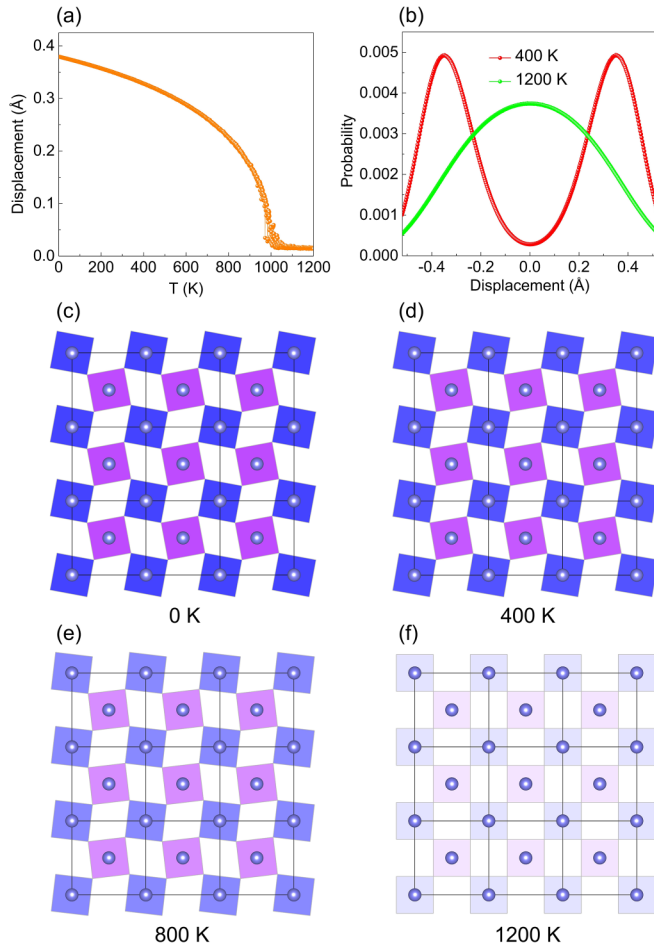 (a)
0.4
0.3
0.2
0.1
0.0
Displacement (Å)
0 200 400 600 800 1000 1200
T (K)
(b)
400 K
1200 K
0.005
0.004
0.003
0.002
0.001
0.000
Probability
-0.4 -0.2 0.0 0.2 0.4
Displacement (Å)
(c)
0 K
(d)
400 K
(e)
800 K
(f)
1200 K